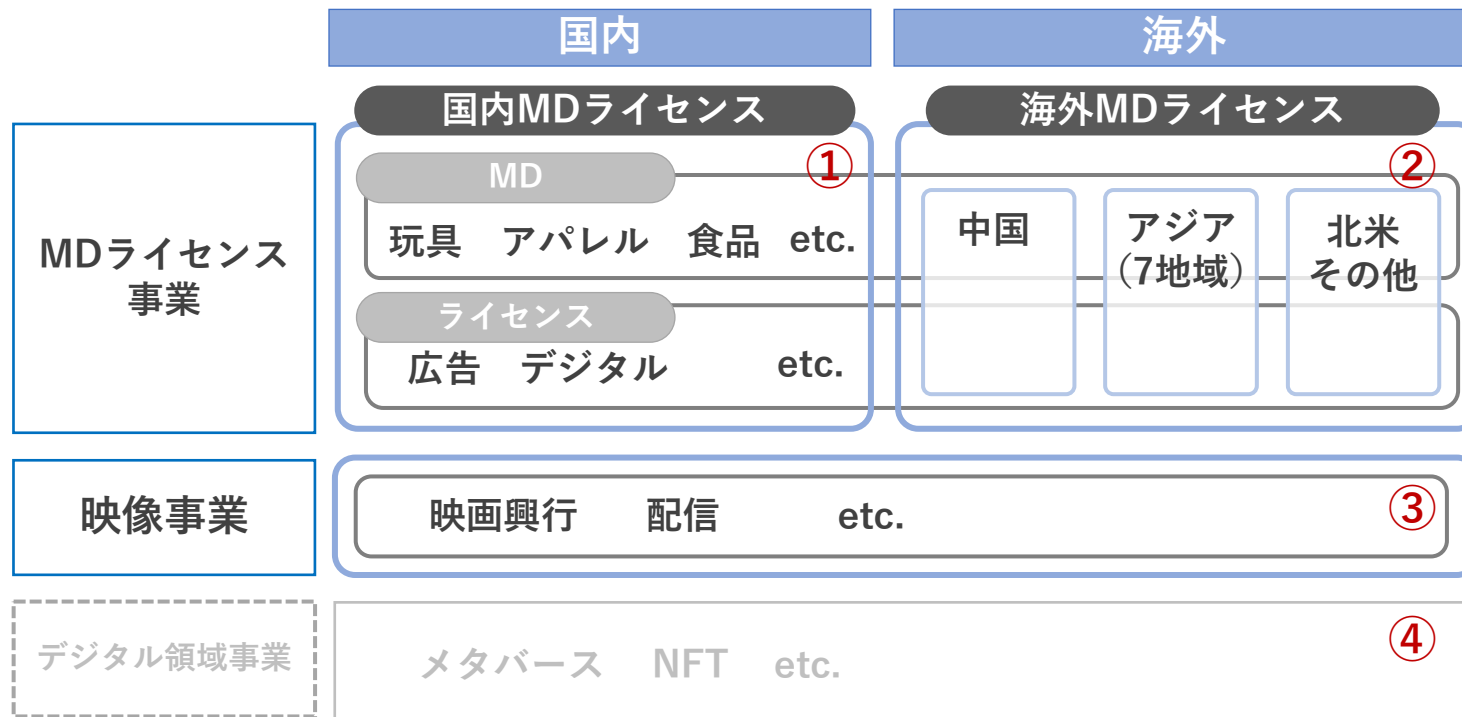 国内
海外
国内MDライセンス
海外MDライセンス
MDライセンス
事業
MD
①
玩具 アパレル 食品 etc.
ライセンス
広告 デジタル etc.
②
中国
アジア
(7地域)
北米
その他
映像事業
映画興行 配信 etc.
③
デジタル領域事業
メタバース NFT etc.
④